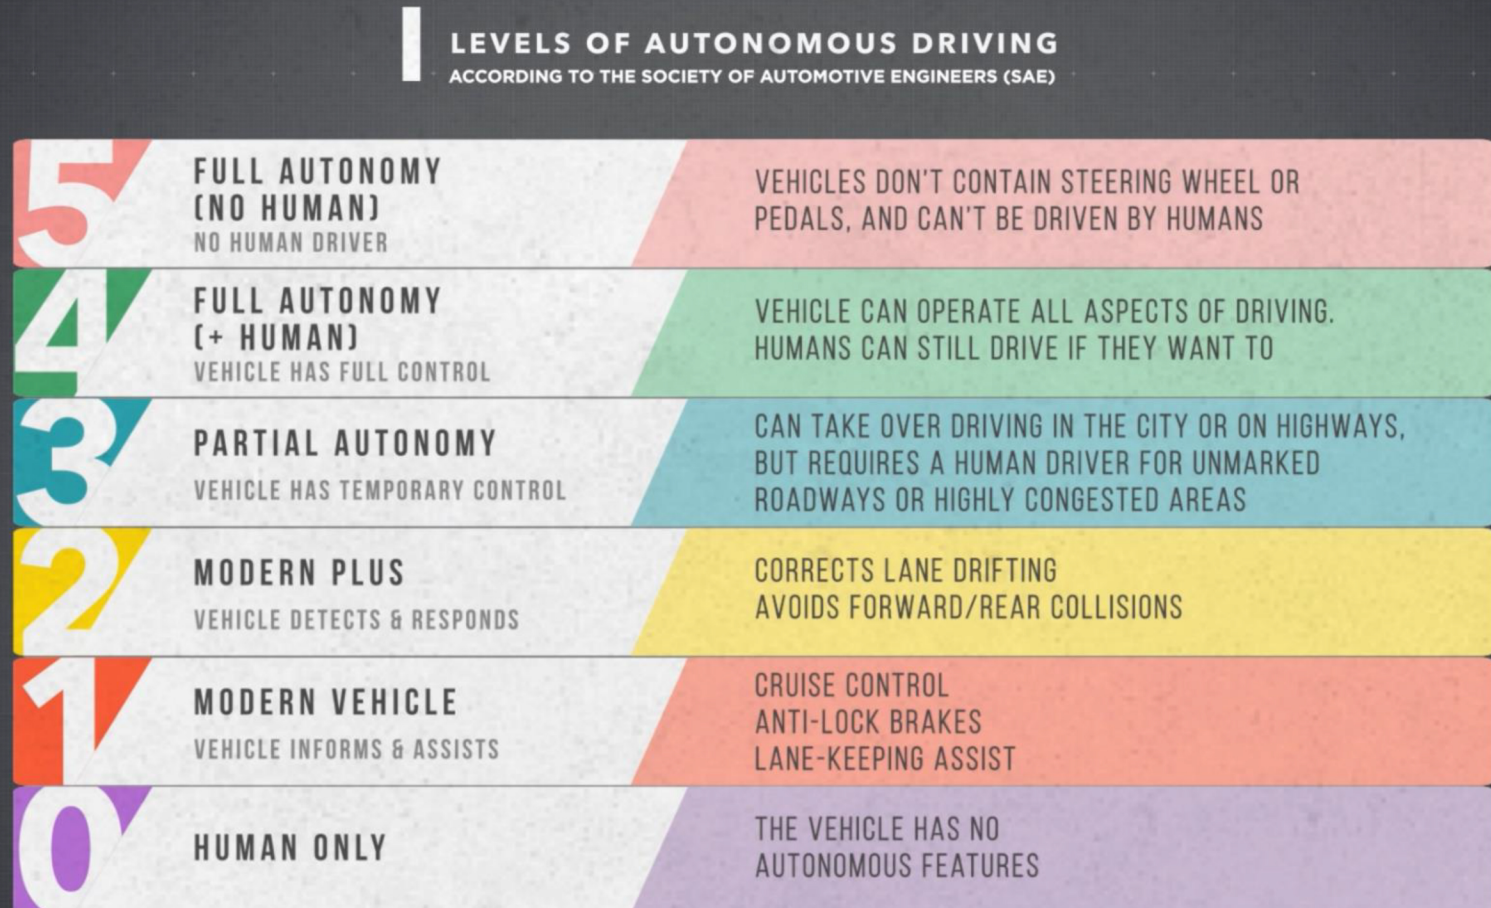 LEVELS OF AUTONOMOUS DRIVING
ACCORDING TO THE SOCIETY OF AUTOMOTIVE ENGINEERS (SAE)
5
FULL AUTONOMY
(NO HUMAN)
NO HUMAN DRIVER
VEHICLES DON'T CONTAIN STEERING WHEEL OR
PEDALS, AND CAN'T BE DRIVEN BY HUMANS
4
FULL AUTONOMY
(+ HUMAN)
VEHICLE HAS FULL CONTROL
VEHICLE CAN OPERATE ALL ASPECTS OF DRIVING.
HUMANS CAN STILL DRIVE IF THEY WANT TO
3
PARTIAL AUTONOMY
VEHICLE HAS TEMPORARY CONTROL
CAN TAKE OVER DRIVING IN THE CITY OR ON HIGHWAYS,
BUT REQUIRES A HUMAN DRIVER FOR UNMARKED
ROADWAYS OR HIGHLY CONGESTED AREAS
2
MODERN PLUS
VEHICLE DETECTS & RESPONDS
CORRECTS LANE DRIFTING
AVOIDS FORWARD/REAR COLLISIONS
1
MODERN VEHICLE
VEHICLE INFORMS & ASSISTS
CRUISE CONTROL
ANTI-LOCK BRAKES
LANE-KEEPING ASSIST
0
HUMAN ONLY
THE VEHICLE HAS NO
AUTONOMOUS FEATURES